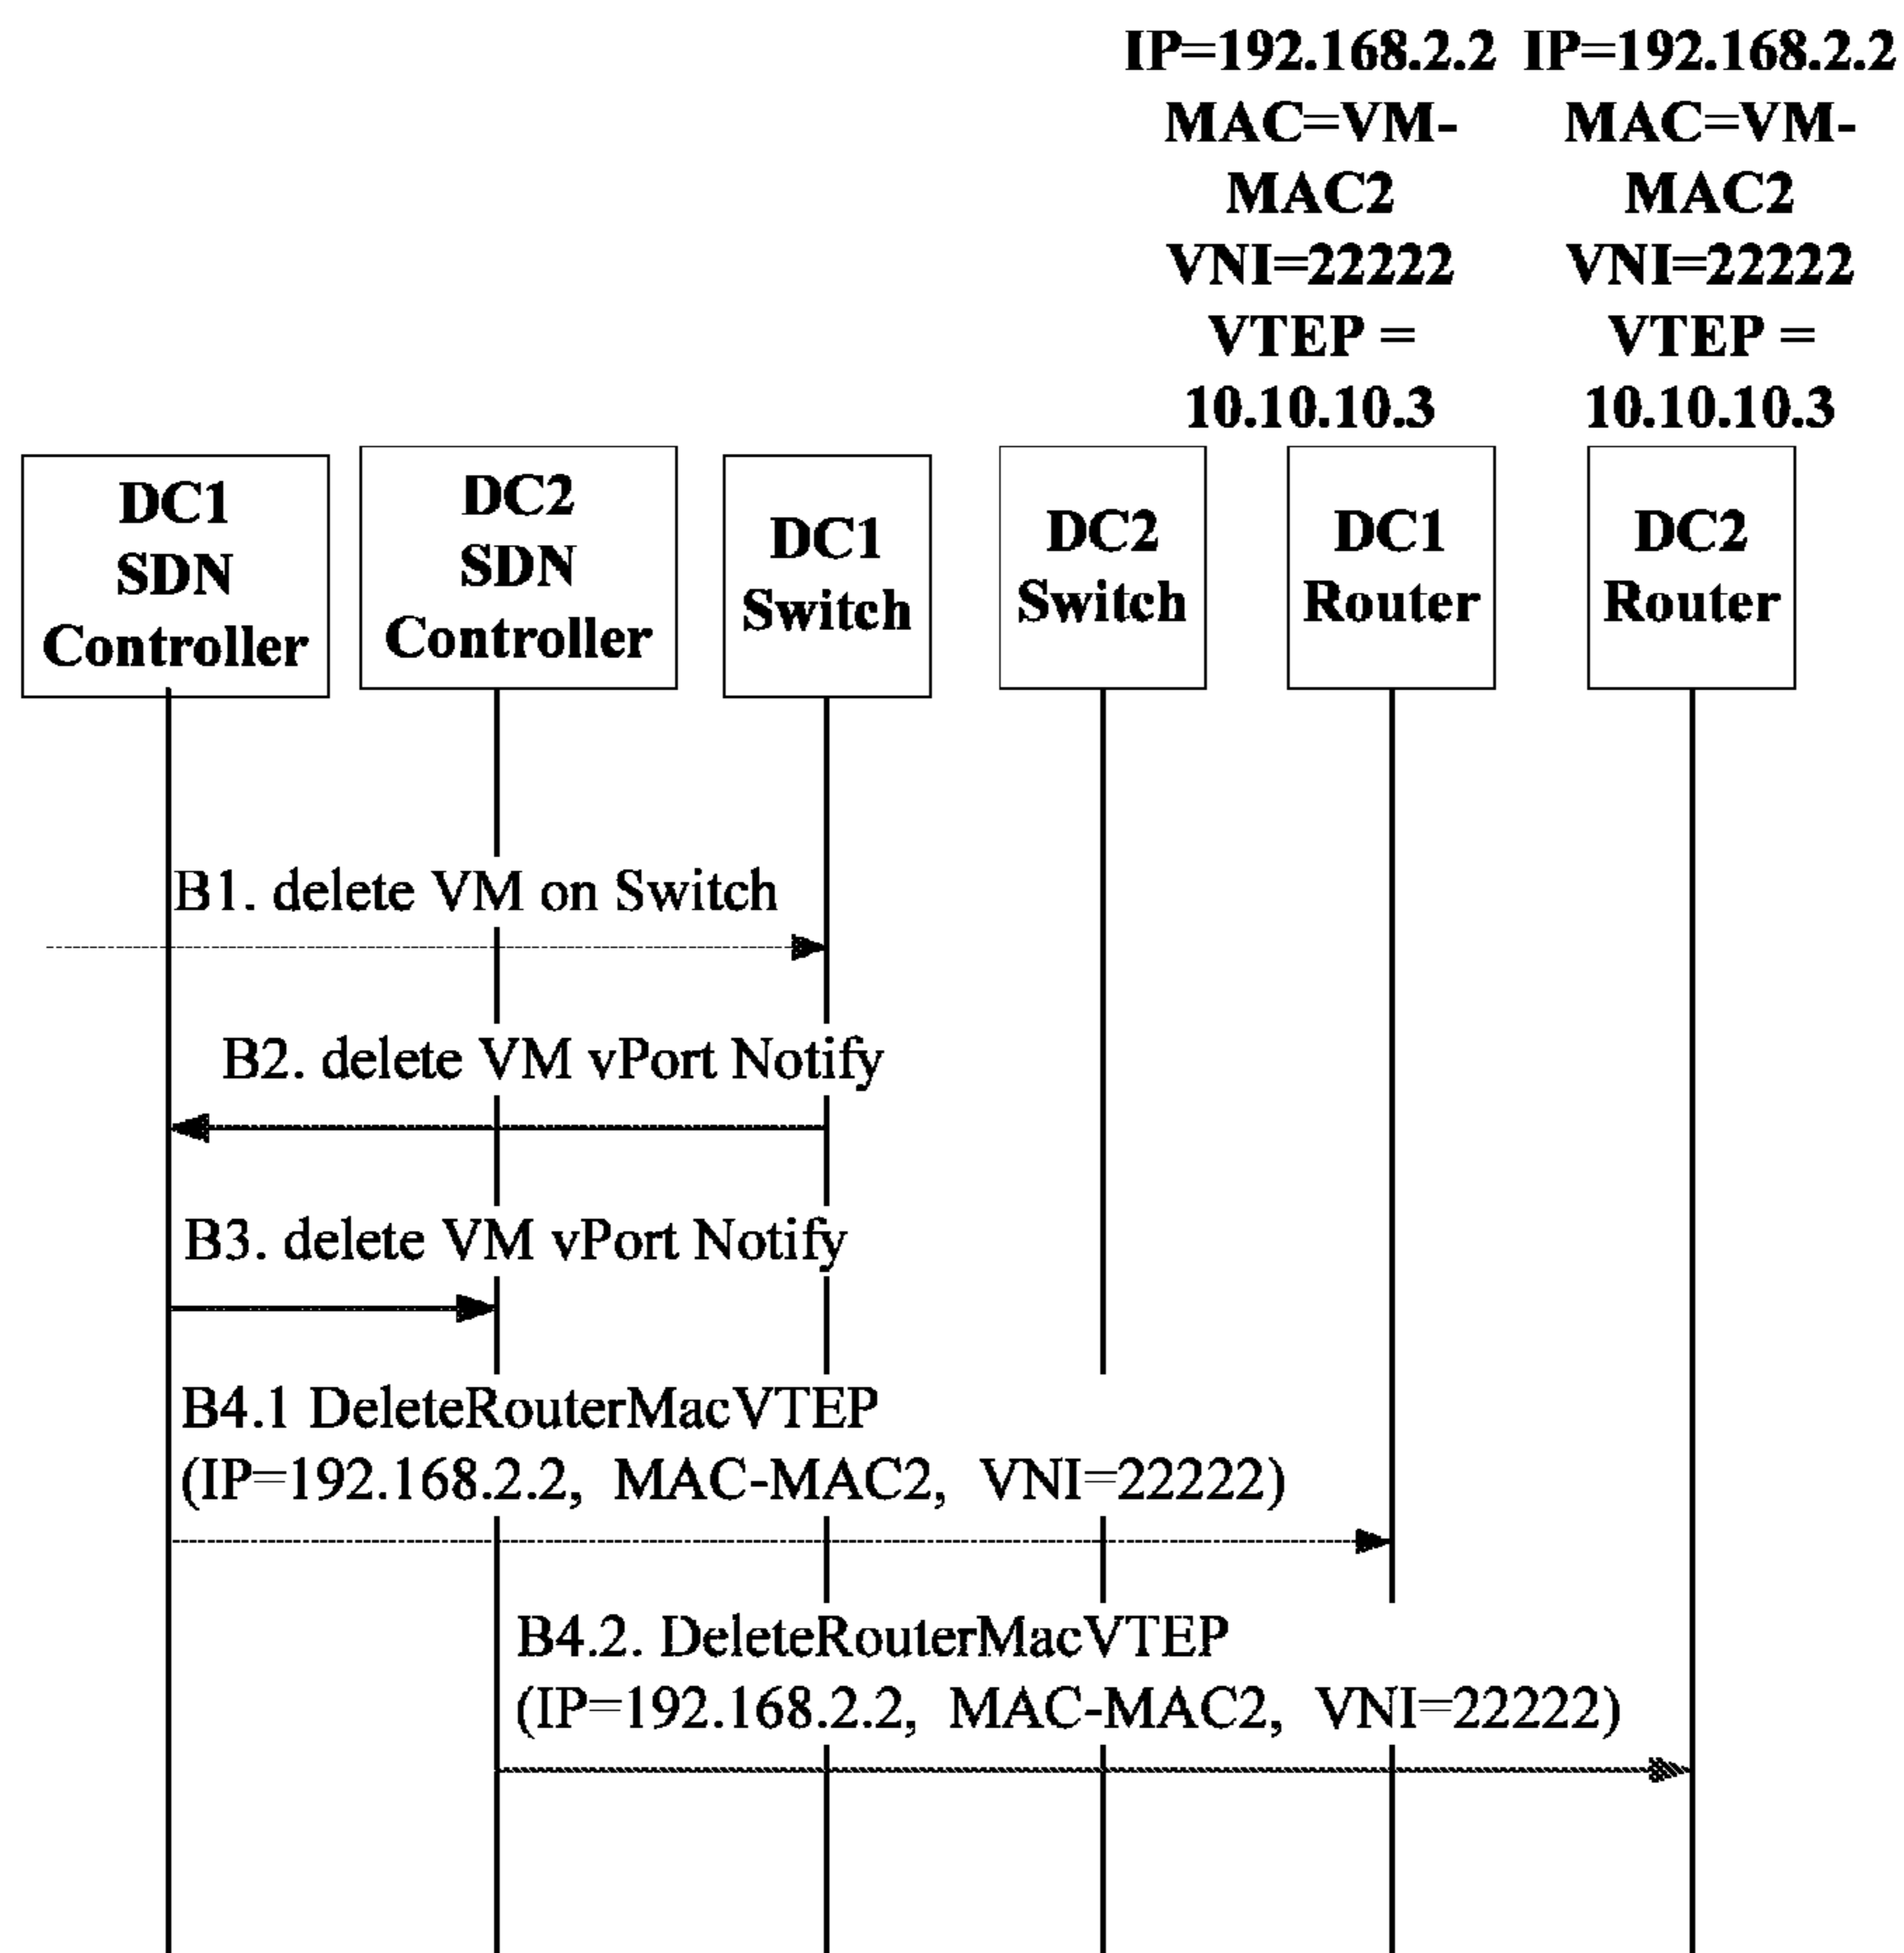 IP=192.168.2.2
MAC=VM-
MAC2
VNI=22222
VTEP =
10.10.10.3
IP=192.168.2.2
MAC=VM-
MAC2
VNI=22222
VTEP =
10.10.10.3
DC1
SDN
Controller
DC2
SDN
Controller
DC1
Switch
DC2
Switch
DC1
Router
DC2
Router
B1. delete VM on Switch
B2. delete VM vPort Notify
B3. delete VM vPort Notify
B4.1 DeleteRouterMacVTEP
(IP=192.168.2.2, MAC-MAC2, VNI=22222)
B4.2. DeleteRouterMacVTEP
(IP=192.168.2.2, MAC-MAC2, VNI=22222)